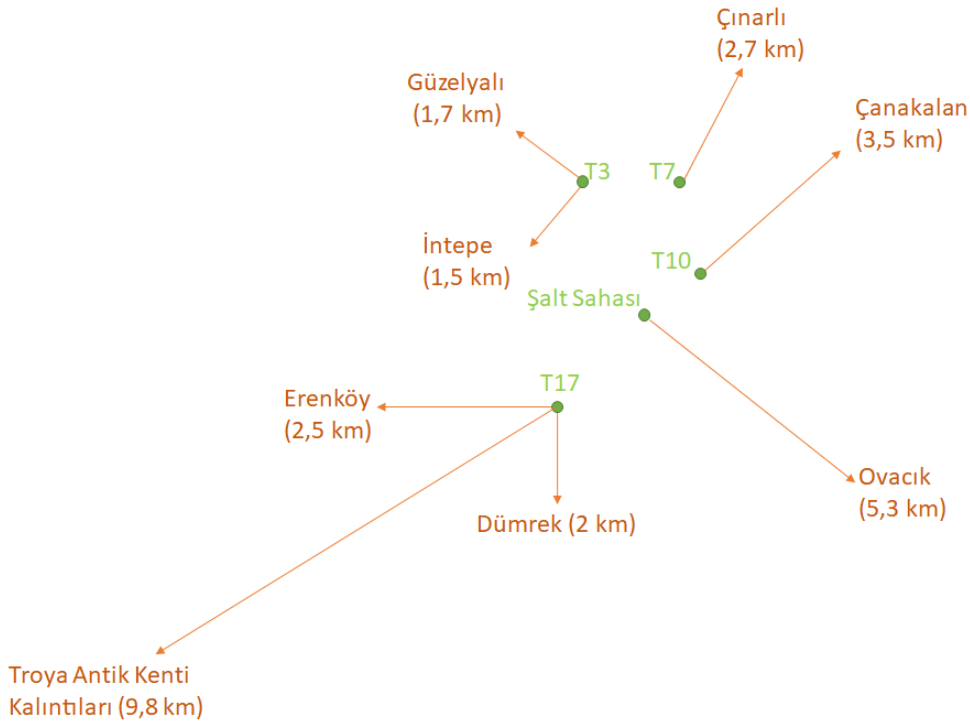 Çınarlı
(2,7 km)
Güzelyalı
(1,7 km)
Çanakalan
(3,5 km)
T3
T7
İntepe
(1,5 km)
T10
Şalt Sahası
T17
Erenköy
(2,5 km)
Ovacık
(5,3 km)
Dümrek (2 km)
Troya Antik Kenti
Kalıntıları (9,8 km)